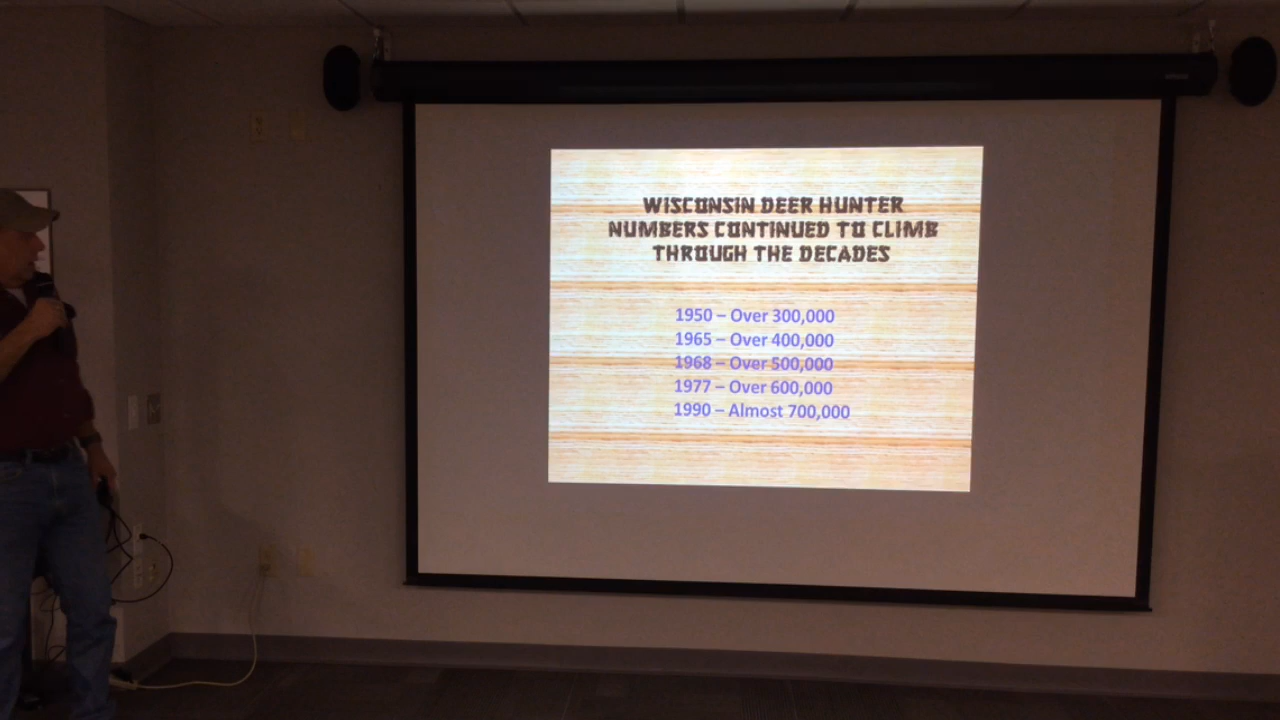 WISCONSIN DEER HUNTER
NUMBERS CONTINUED TO CLIMB
THROUGH THE DECADES
1950 – Over 300,000
1965 – Over 400,000
1968 – Over 500,000
1977 – Over 600,000
1990 – Almost 700,000